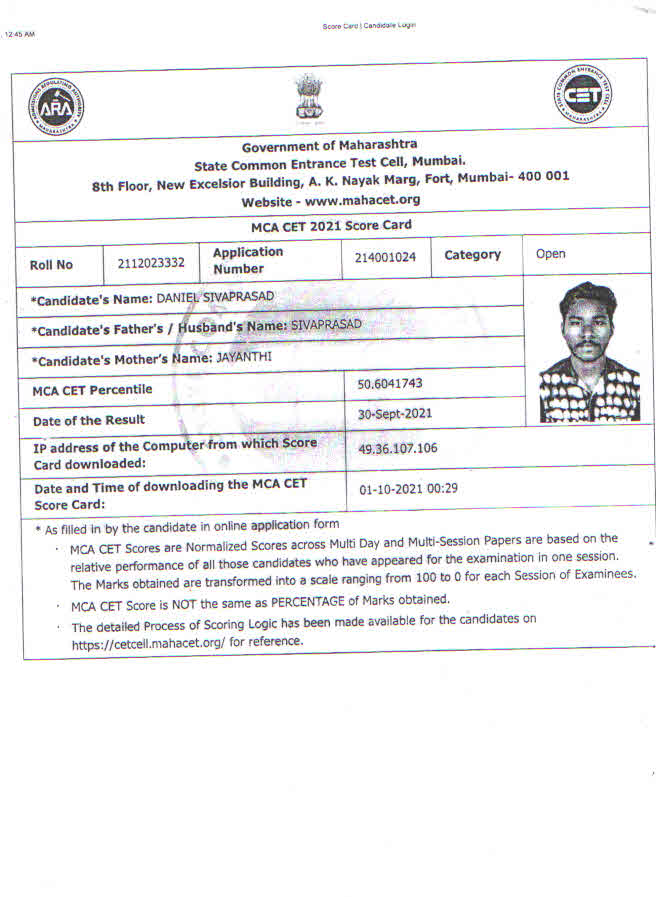 Score Card | Candidate Login
12:45 AM
ADMISSIONS REGULATING AUTHORITY
ARA
MAHARASHTRA
STATE COMMON ENTRANCE TEST CELL
CET
MAHARASHTRA
Government of Maharashtra
State Common Entrance Test Cell, Mumbai.
8th Floor, New Excelsior Building, A. K. Nayak Marg, Fort, Mumbai- 400 001
Website - www.mahacet.org
MCA CET 2021 Score Card
Roll No 2112023332 Application Number 214001024 Category Open
*Candidate's Name: DANIEL SIVAPRASAD
*Candidate's Father's / Husband's Name: SIVAPRASAD
*Candidate's Mother's Name: JAYANTHI
MCA CET Percentile 50.6041743
Date of the Result 30-Sept-2021
IP address of the Computer from which Score
Card downloaded: 49.36.107.106
Date and Time of downloading the MCA CET
Score Card: 01-10-2021 00:29
* As filled in by the candidate in online application form
· MCA CET Scores are Normalized Scores across Multi Day and Multi-Session Papers are based on the
relative performance of all those candidates who have appeared for the examination in one session.
The Marks obtained are transformed into a scale ranging from 100 to 0 for each Session of Examinees.
· MCA CET Score is NOT the same as PERCENTAGE of Marks obtained.
· The detailed Process of Scoring Logic has been made available for the candidates on
https://cetcell.mahacet.org/ for reference.